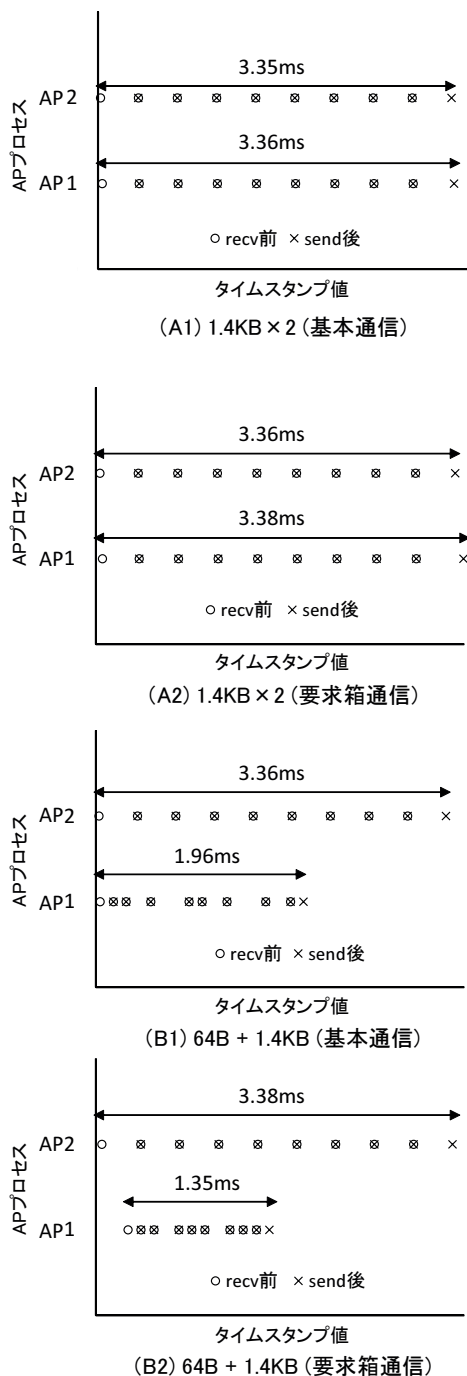 3.35ms
AP2
3.36ms
AP1
APプロセス
○ recv前 × send後
タイムスタンプ値
(A1) 1.4KB × 2 (基本通信)
3.36ms
AP2
3.38ms
AP1
APプロセス
○ recv前 × send後
タイムスタンプ値
(A2) 1.4KB × 2 (要求箱通信)
3.36ms
AP2
1.96ms
AP1
APプロセス
○ recv前 × send後
タイムスタンプ値
(B1) 64B + 1.4KB (基本通信)
3.38ms
AP2
1.35ms
AP1
APプロセス
○ recv前 × send後
タイムスタンプ値
(B2) 64B + 1.4KB (要求箱通信)